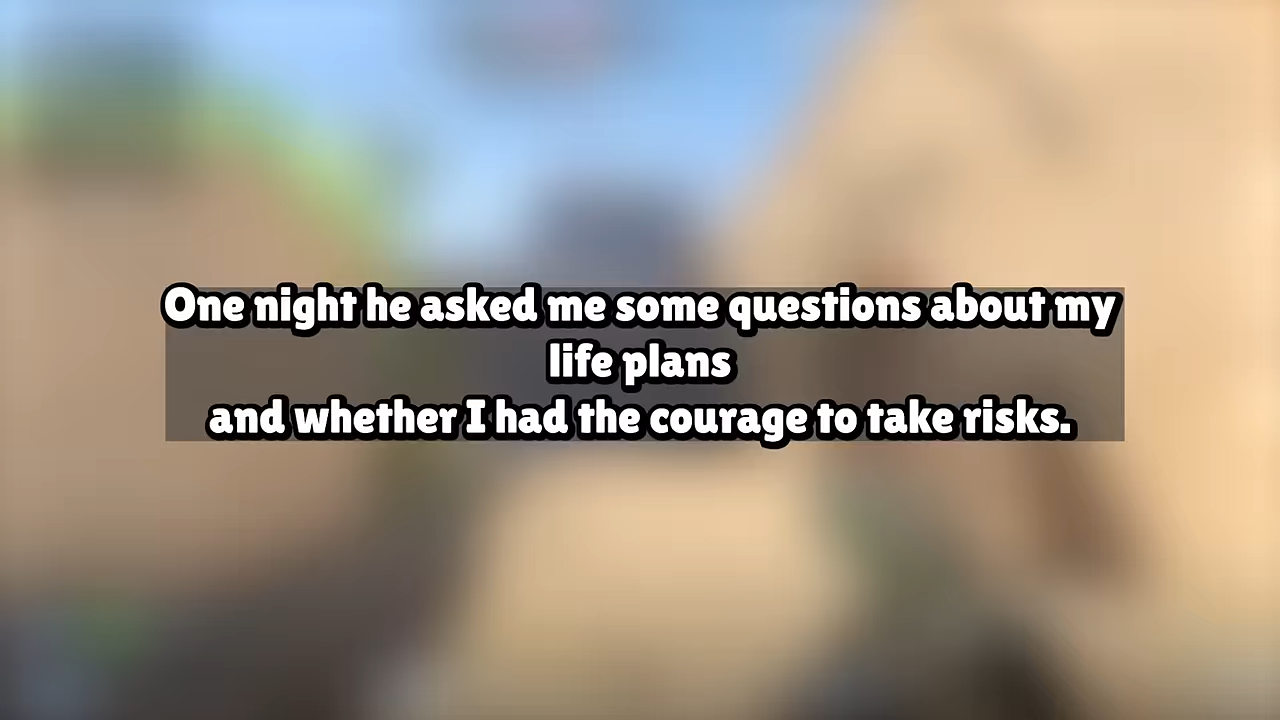 One night he asked me some questions about my
life plans
and whether I had the courage to take risks.